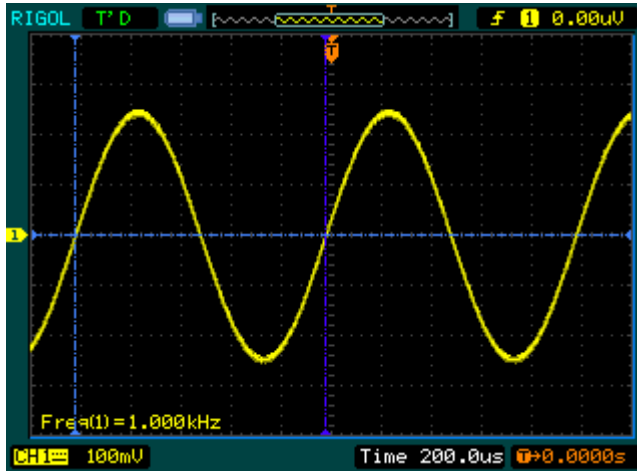 RIGOL T'D T 1 0.00uV
T
1
Freq(1)=1.000kHz
CH1 100mV Time 200.0us T→0.0000s